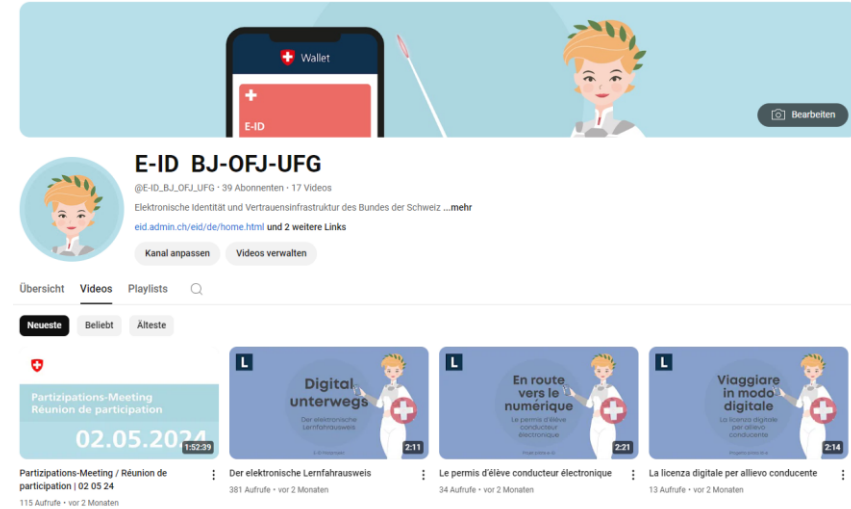 Wallet
E-ID
Bearbeiten
E-ID BJ-OFJ-UFG
@E-ID_BJ_OFJ_UFG · 39 Abonnenten · 17 Videos
Elektronische Identität und Vertrauensinfrastruktur des Bundes der Schweiz ...mehr
eid.admin.ch/eid/de/home.html und 2 weitere Links
Kanal anpassen
Videos verwalten
Übersicht Videos Playlists
Neueste Beliebt Älteste
Partizipations-Meeting
Réunion de participation
02.05.2024
1:52:39
Partizipations-Meeting / Réunion de
participation | 02 05 24
115 Aufrufe · vor 2 Monaten
L
Digital
unterwegs
Der elektronische
Lernfahrausweis
2:11
Der elektronische Lernfahrausweis
381 Aufrufe · vor 2 Monaten
L
En route
vers le
numérique
Le permis d'élève
conducteur
électronique
2:21
Le permis d'élève conducteur électronique
34 Aufrufe · vor 2 Monaten
L
Viaggiare
in modo
digitale
La licenza digitale
per allievo
conducente
2:14
La licenza digitale per allievo conducente
13 Aufrufe · vor 2 Monaten